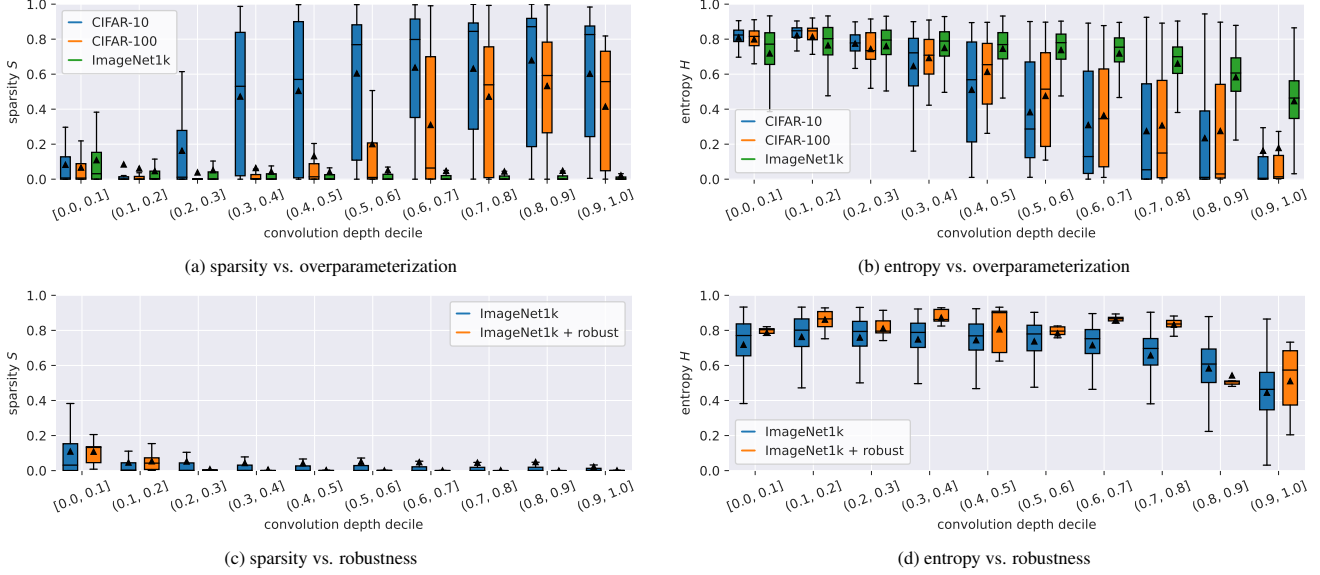 1.0
0.8
0.6
0.4
0.2
0.0
sparsity S
CIFAR-10
CIFAR-100
ImageNet1k
[0.0, 0.1]
(0.1, 0.2]
(0.2, 0.3]
(0.3, 0.4]
(0.4, 0.5]
(0.5, 0.6]
(0.6, 0.7]
(0.7, 0.8]
(0.8, 0.9]
(0.9, 1.0]
convolution depth decile
(a) sparsity vs. overparameterization
1.0
0.8
0.6
0.4
0.2
0.0
entropy H
CIFAR-10
CIFAR-100
ImageNet1k
[0.0, 0.1]
(0.1, 0.2]
(0.2, 0.3]
(0.3, 0.4]
(0.4, 0.5]
(0.5, 0.6]
(0.6, 0.7]
(0.7, 0.8]
(0.8, 0.9]
(0.9, 1.0]
convolution depth decile
(b) entropy vs. overparameterization
1.0
0.8
0.6
0.4
0.2
0.0
sparsity S
ImageNet1k
ImageNet1k + robust
[0.0, 0.1]
(0.1, 0.2]
(0.2, 0.3]
(0.3, 0.4]
(0.4, 0.5]
(0.5, 0.6]
(0.6, 0.7]
(0.7, 0.8]
(0.8, 0.9]
(0.9, 1.0]
convolution depth decile
(c) sparsity vs. robustness
1.0
0.8
0.6
0.4
0.2
0.0
entropy H
ImageNet1k
ImageNet1k + robust
[0.0, 0.1]
(0.1, 0.2]
(0.2, 0.3]
(0.3, 0.4]
(0.4, 0.5]
(0.5, 0.6]
(0.6, 0.7]
(0.7, 0.8]
(0.8, 0.9]
(0.9, 1.0]
convolution depth decile
(d) entropy vs. robustness